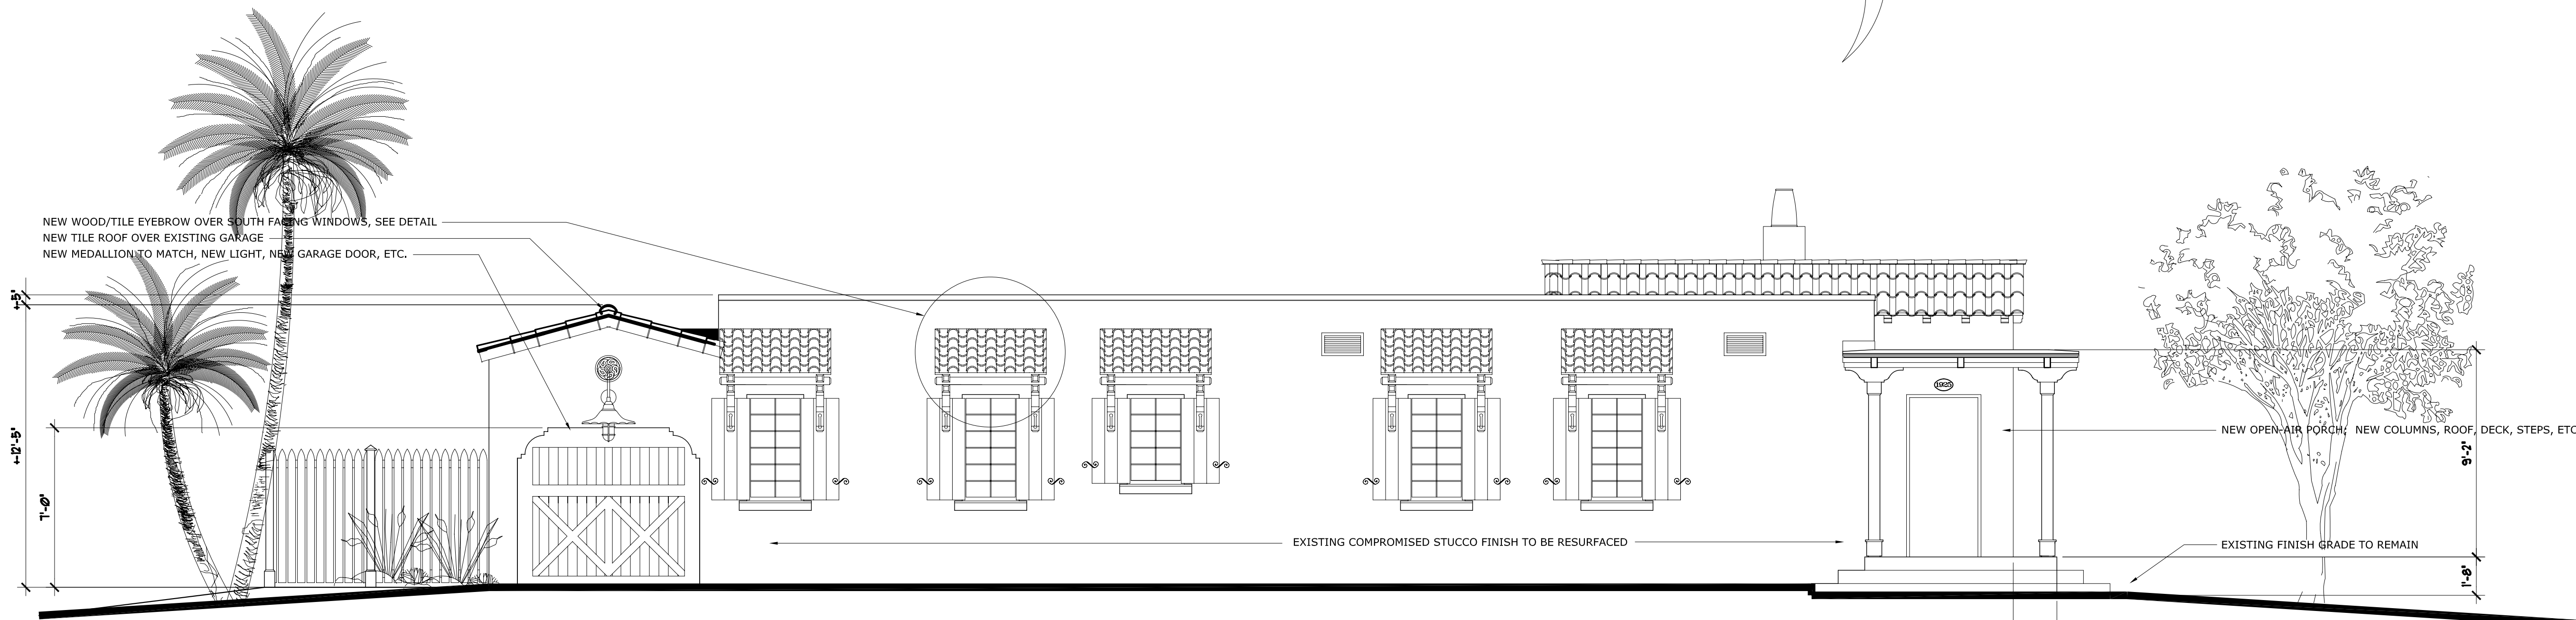 NEW WOOD/TILE EYEBROW OVER SOUTH FACING WINDOWS, SEE DETAIL
NEW TILE ROOF OVER EXISTING GARAGE
NEW MEDALLION TO MATCH, NEW LIGHT, NEW GARAGE DOOR, ETC.
+-5"
+-12'-5"
7'-0"
1925
NEW OPEN-AIR PORCH; NEW COLUMNS, ROOF, DECK, STEPS, ETC
9'-2"
EXISTING COMPROMISED STUCCO FINISH TO BE RESURFACED
EXISTING FINISH GRADE TO REMAIN
1'-8"